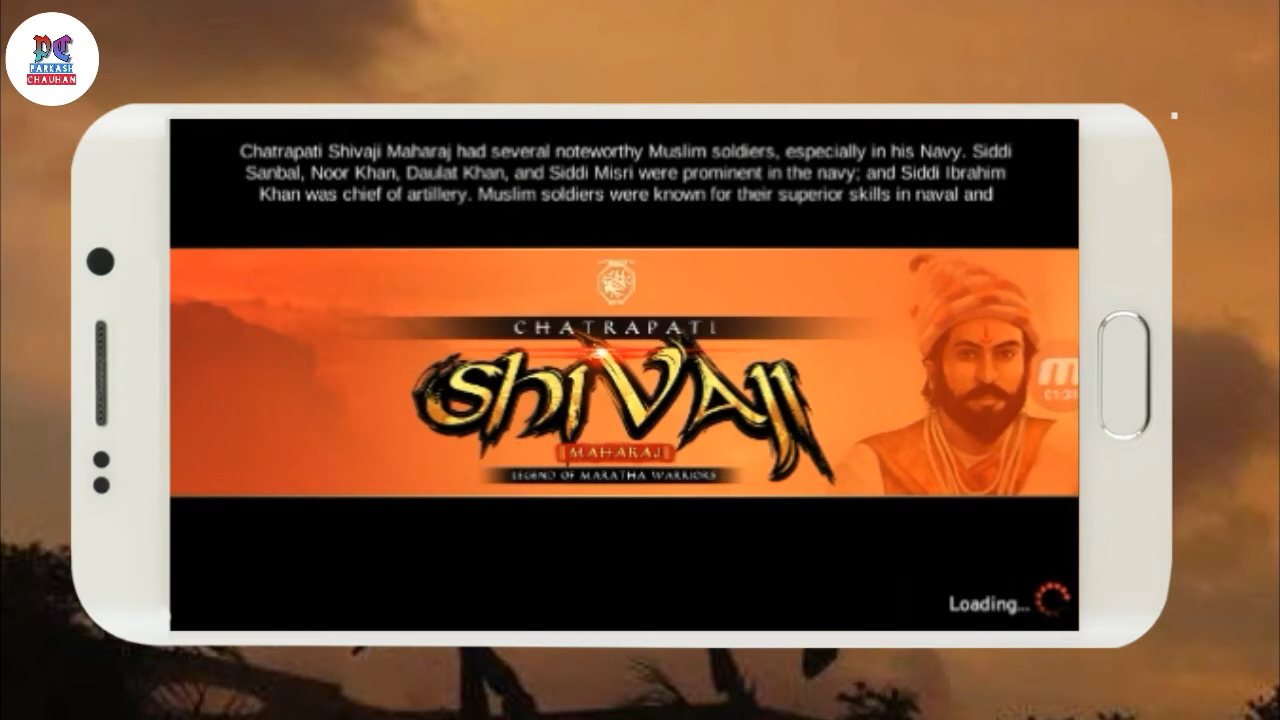 PC
PARKASH
CHAUHAN
Chatrapati Shivaji Maharaj had several noteworthy Muslim soldiers, especially in his Navy. Siddi
Sanbal, Noor Khan, Daulat Khan, and Siddi Misri were prominent in the navy; and Siddi Ibrahim
Khan was chief of artillery. Muslim soldiers were known for their superior skills in naval and
CHATRAPATI
SHIVAJI
MAHARAJ
LEGEND OF MARATHA WARRIORS
Loading...